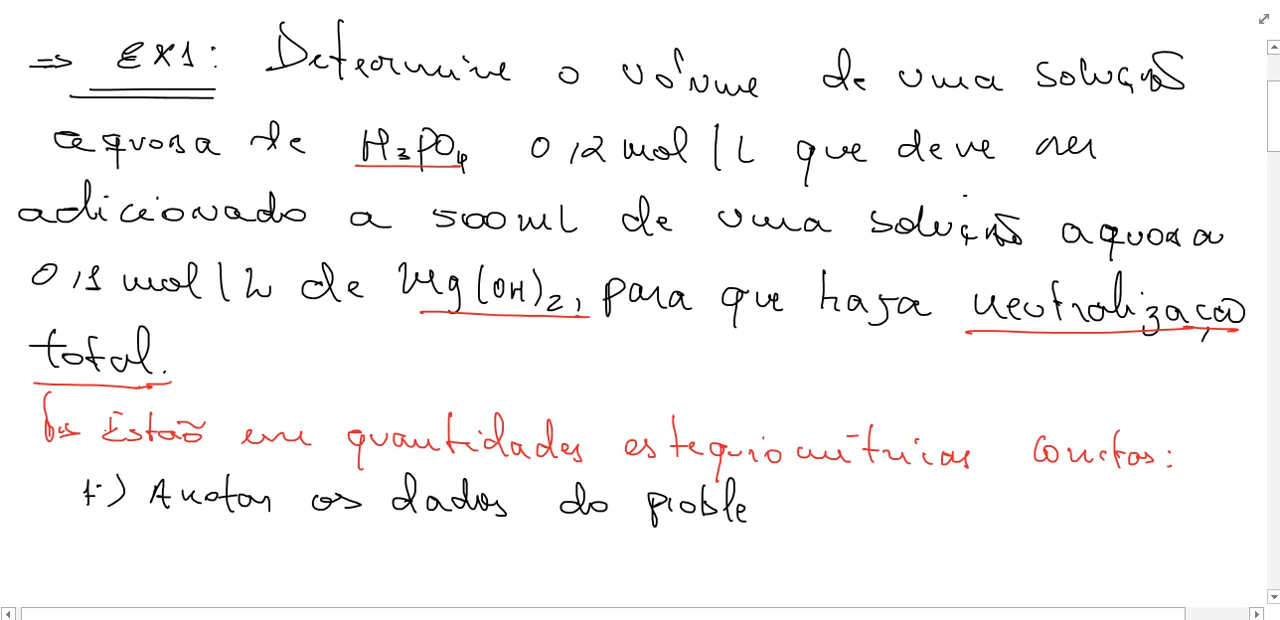 ⇒ EX1: Determine o volume de uma solução
aquosa de H₃PO₄ 0,2 mol/L que deve ser
adicionado a 500 mL de uma solução aquosa
0,1 mol/L de Mg(OH)₂, para que haja neutralização
total.
↳ Estão em quantidades estequiométricas corretas:
1-) Anotar os dados do proble